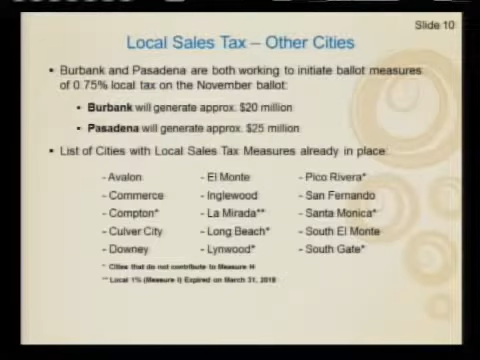 Slide 10
Local Sales Tax – Other Cities
• Burbank and Pasadena are both working to initiate ballot measures
of 0.75% local tax on the November ballot:
• Burbank will generate approx. $20 million
• Pasadena will generate approx. $25 million
• List of Cities with Local Sales Tax Measures already in place:
- Avalon - El Monte - Pico Rivera*
- Commerce - Inglewood - San Fernando
- Compton* - La Mirada** - Santa Monica*
- Culver City - Long Beach* - South El Monte
- Downey - Lynwood* - South Gate*
* Cities that do not contribute to Measure H
** Local 1% (Measure I) Expired on March 31, 2018